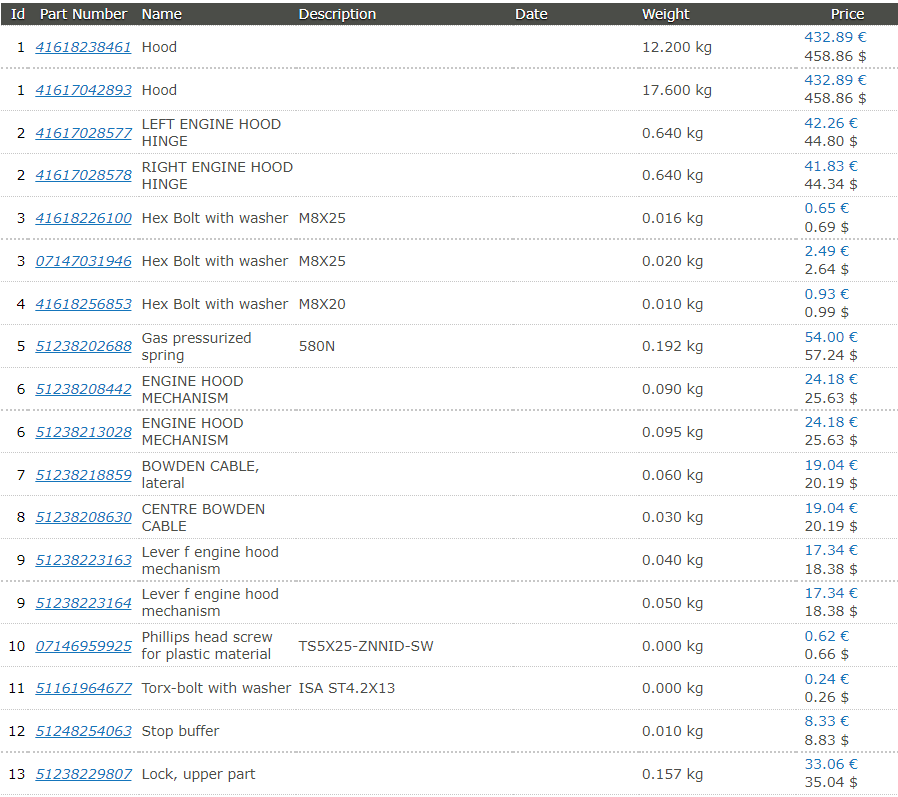 Id Part Number Name Description Date Weight Price
1 41618238461 Hood 12.200 kg 432.89 €
458.86 $
1 41617042893 Hood 17.600 kg 432.89 €
458.86 $
2 41617028577 LEFT ENGINE HOOD
HINGE 0.640 kg 42.26 €
44.80 $
2 41617028578 RIGHT ENGINE HOOD
HINGE 0.640 kg 41.83 €
44.34 $
3 41618226100 Hex Bolt with washer M8X25 0.016 kg 0.65 €
0.69 $
3 07147031946 Hex Bolt with washer M8X25 0.020 kg 2.49 €
2.64 $
4 41618256853 Hex Bolt with washer M8X20 0.010 kg 0.93 €
0.99 $
5 51238202688 Gas pressurized
spring 580N 0.192 kg 54.00 €
57.24 $
6 51238208442 ENGINE HOOD
MECHANISM 0.090 kg 24.18 €
25.63 $
6 51238213028 ENGINE HOOD
MECHANISM 0.095 kg 24.18 €
25.63 $
7 51238218859 BOWDEN CABLE,
lateral 0.060 kg 19.04 €
20.19 $
8 51238208630 CENTRE BOWDEN
CABLE 0.030 kg 19.04 €
20.19 $
9 51238223163 Lever f engine hood
mechanism 0.040 kg 17.34 €
18.38 $
9 51238223164 Lever f engine hood
mechanism 0.050 kg 17.34 €
18.38 $
10 07146959925 Phillips head screw
for plastic material TS5X25-ZNNID-SW 0.000 kg 0.62 €
0.66 $
11 51161964677 Torx-bolt with washer ISA ST4.2X13 0.000 kg 0.24 €
0.26 $
12 51248254063 Stop buffer 0.010 kg 8.33 €
8.83 $
13 51238229807 Lock, upper part 0.157 kg 33.06 €
35.04 $